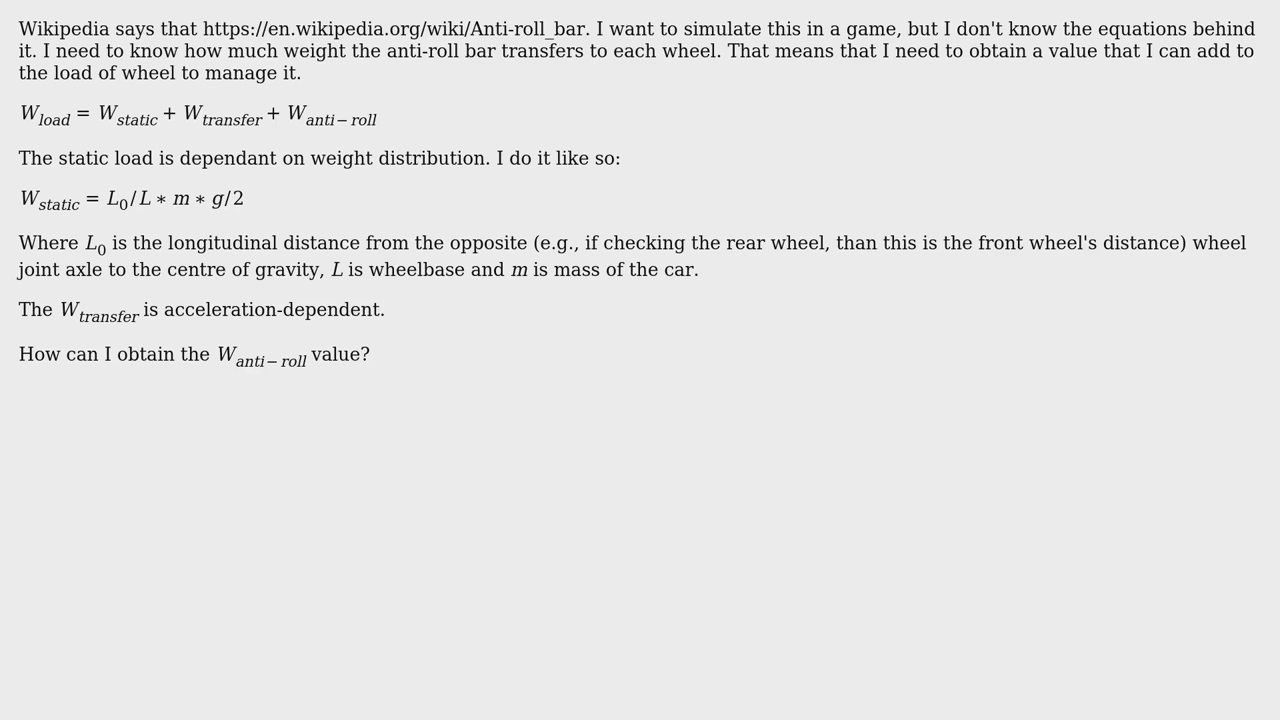 Wikipedia says that https://en.wikipedia.org/wiki/Anti-roll_bar. I want to simulate this in a game, but I don't know the equations behind
it. I need to know how much weight the anti-roll bar transfers to each wheel. That means that I need to obtain a value that I can add to
the load of wheel to manage it.
W_load = W_static + W_transfer + W_anti−roll
The static load is dependant on weight distribution. I do it like so:
W_static = L_0/L ∗ m ∗ g/2
Where L_0 is the longitudinal distance from the opposite (e.g., if checking the rear wheel, than this is the front wheel's distance) wheel
joint axle to the centre of gravity, L is wheelbase and m is mass of the car.
The W_transfer is acceleration-dependent.
How can I obtain the W_anti−roll value?